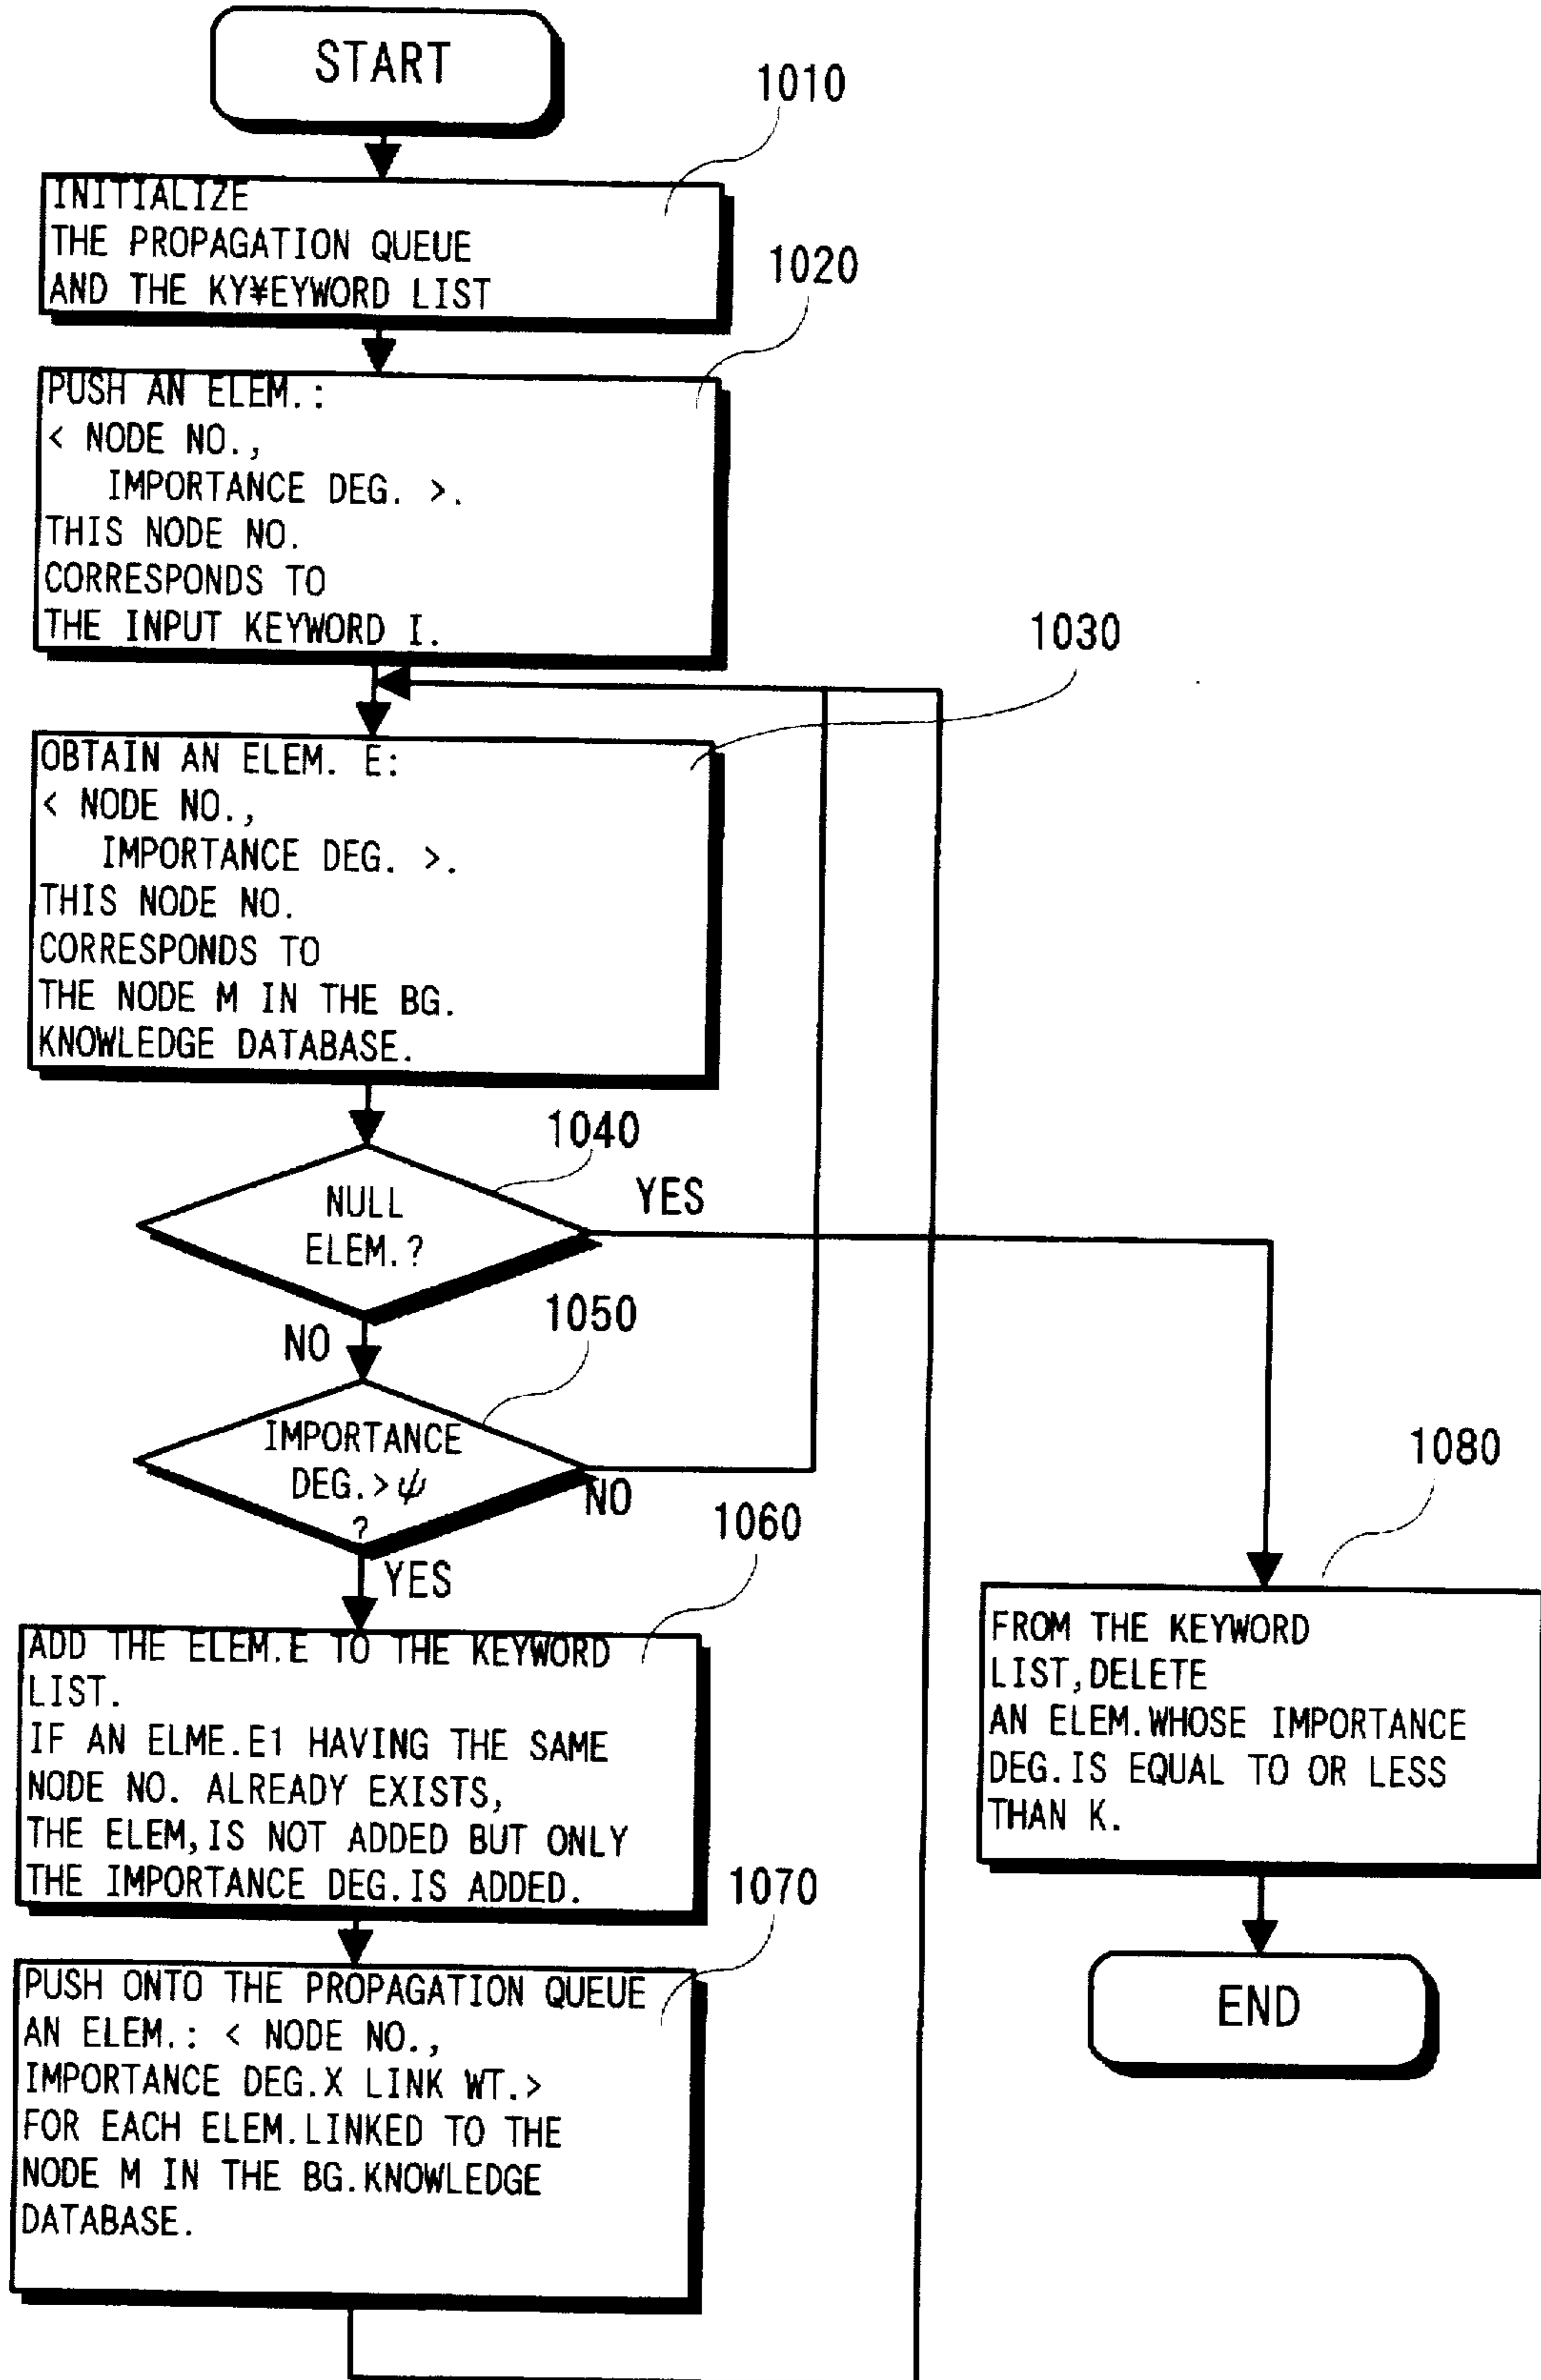 START
1010
INITIALIZE
THE PROPAGATION QUEUE
AND THE KY¥EYWORD LIST
1020
PUSH AN ELEM.:
< NODE NO.,
IMPORTANCE DEG. >.
THIS NODE NO.
CORRESPONDS TO
THE INPUT KEYWORD I.
1030
OBTAIN AN ELEM. E:
< NODE NO.,
IMPORTANCE DEG. >.
THIS NODE NO.
CORRESPONDS TO
THE NODE M IN THE BG.
KNOWLEDGE DATABASE.
1040
NULL
ELEM.?
YES
NO
1050
IMPORTANCE
DEG.>ψ
?
NO
YES
1060
ADD THE ELEM.E TO THE KEYWORD
LIST.
IF AN ELME.E1 HAVING THE SAME
NODE NO. ALREADY EXISTS,
THE ELEM,IS NOT ADDED BUT ONLY
THE IMPORTANCE DEG.IS ADDED.
1070
PUSH ONTO THE PROPAGATION QUEUE
AN ELEM.: < NODE NO.,
IMPORTANCE DEG.X LINK WT.>
FOR EACH ELEM.LINKED TO THE
NODE M IN THE BG.KNOWLEDGE
DATABASE.
1080
FROM THE KEYWORD
LIST,DELETE
AN ELEM.WHOSE IMPORTANCE
DEG.IS EQUAL TO OR LESS
THAN K.
END